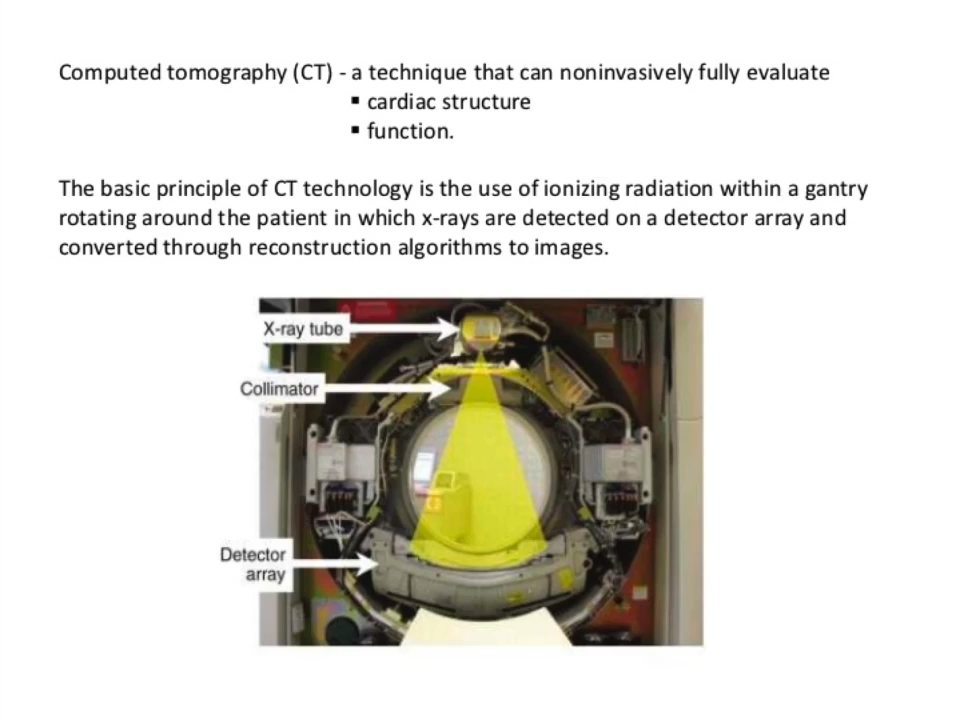 Computed tomography (CT) - a technique that can noninvasively fully evaluate
▪ cardiac structure
▪ function.
The basic principle of CT technology is the use of ionizing radiation within a gantry
rotating around the patient in which x-rays are detected on a detector array and
converted through reconstruction algorithms to images.
X-ray tube
Collimator
Detector
array